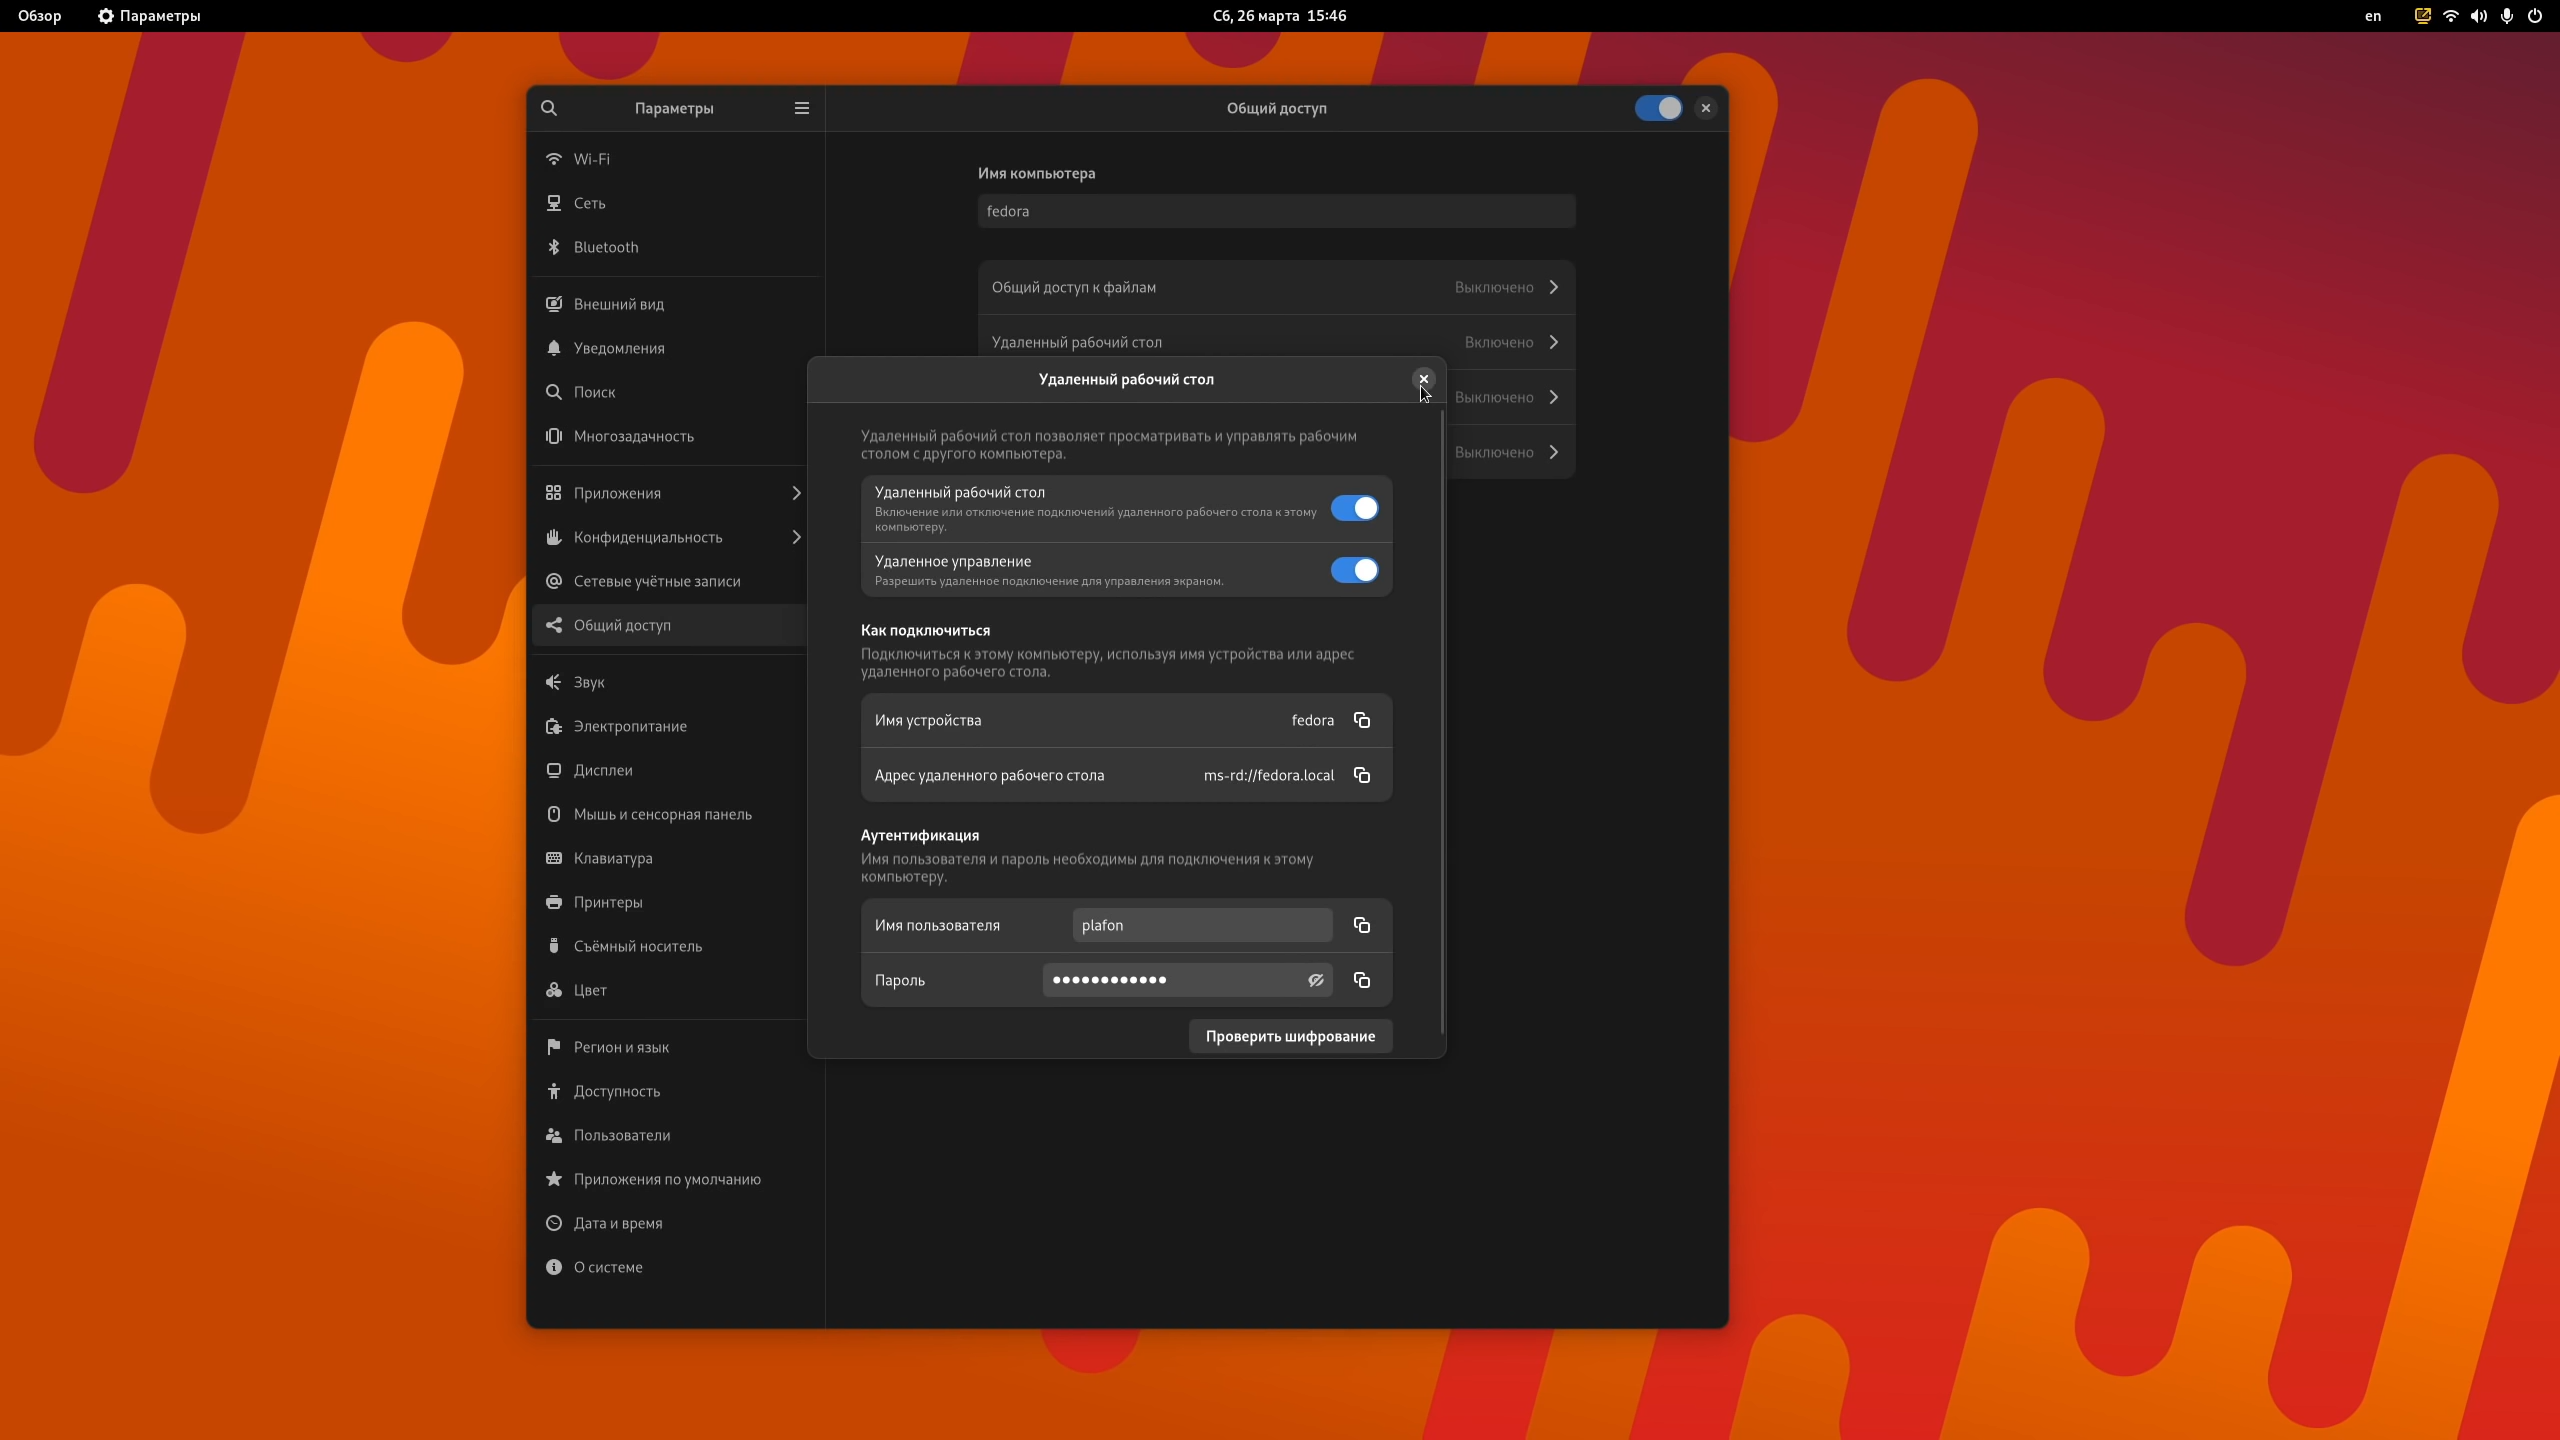 Обзор
Параметры
Сб, 26 марта 15:46
en
Параметры
Общий доступ
Wi-Fi
Сеть
Bluetooth
Внешний вид
Уведомления
Поиск
Многозадачность
Приложения
Конфиденциальность
Сетевые учётные записи
Общий доступ
Звук
Электропитание
Дисплеи
Мышь и сенсорная панель
Клавиатура
Принтеры
Съёмный носитель
Цвет
Регион и язык
Доступность
Пользователи
Приложения по умолчанию
Дата и время
О системе
Имя компьютера
fedora
Общий доступ к файлам Выключено
Удаленный рабочий стол Включено
Выключено
Выключено
Удаленный рабочий стол
Удаленный рабочий стол позволяет просматривать и управлять рабочим
столом с другого компьютера.
Удаленный рабочий стол
Включение или отключение подключений удаленного рабочего стола к этому
компьютеру.
Удаленное управление
Разрешить удаленное подключение для управления экраном.
Как подключиться
Подключиться к этому компьютеру, используя имя устройства или адрес
удаленного рабочего стола.
Имя устройства fedora
Адрес удаленного рабочего стола ms-rd://fedora.local
Аутентификация
Имя пользователя и пароль необходимы для подключения к этому
компьютеру.
Имя пользователя plafon
Пароль ••••••••••••
Проверить шифрование